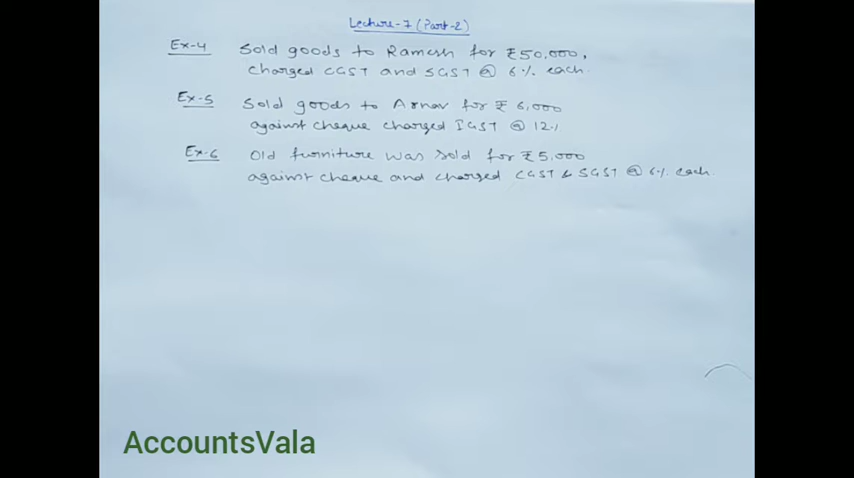 Lecture-7 (Part-2)
Ex-4 Sold goods to Ramesh for ₹50,000,
charged CGST and SGST @ 6% each.
Ex-5 Sold goods to Arnav for ₹ 6,000
against cheque charged IGST @ 12%
Ex-6 Old furniture was sold for ₹5,000
against cheque and charged CGST & SGST @ 6% each.
AccountsVala